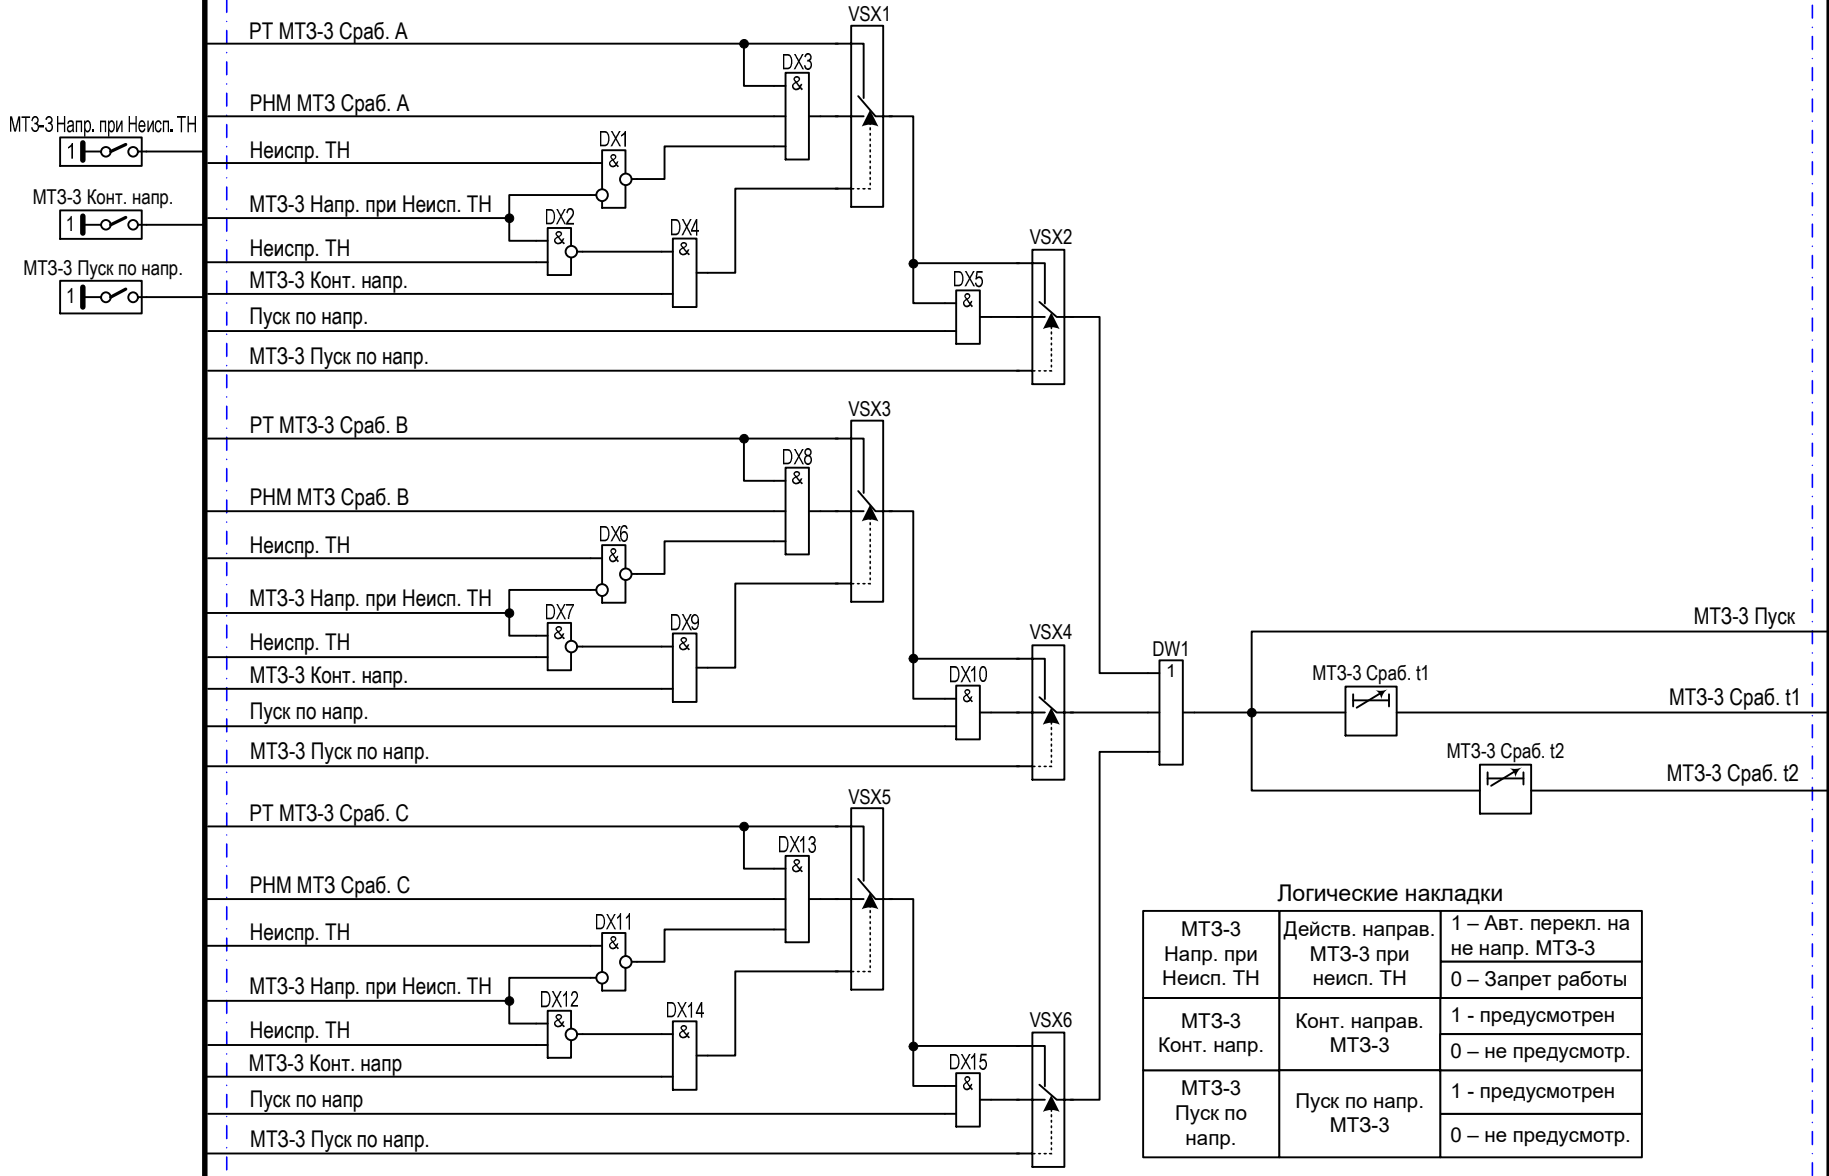 VSX1
РТ МТЗ-3 Сраб. А
DX3
&
РНМ МТЗ Сраб. А
МТЗ-3 Напр. при Неисп. ТН
1
DX1
&
Неиспр. ТН
МТЗ-3 Конт. напр.
1
МТЗ-3 Напр. при Неисп. ТН
DX2
&
DX4
&
VSX2
Неиспр. ТН
МТЗ-3 Пуск по напр.
1
МТЗ-3 Конт. напр.
DX5
&
Пуск по напр.
МТЗ-3 Пуск по напр.
VSX3
РТ МТЗ-3 Сраб. В
DX8
&
РНМ МТЗ Сраб. В
DX6
&
Неиспр. ТН
МТЗ-3 Напр. при Неисп. ТН
DX7
&
DX9
&
VSX4
Неиспр. ТН
МТЗ-3 Конт. напр.
DX10
&
Пуск по напр.
МТЗ-3 Пуск по напр.
DW1
1
МТЗ-3 Пуск
МТЗ-3 Сраб. t1
МТЗ-3 Сраб. t1
МТЗ-3 Сраб. t2
МТЗ-3 Сраб. t2
VSX5
РТ МТЗ-3 Сраб. С
DX13
&
РНМ МТЗ Сраб. С
DX11
&
Неиспр. ТН
МТЗ-3 Напр. при Неисп. ТН
DX12
&
DX14
&
VSX6
Неиспр. ТН
МТЗ-3 Конт. напр
DX15
&
Пуск по напр
МТЗ-3 Пуск по напр.
Логические накладки
МТЗ-3
Напр. при
Неисп. ТН
Действ. направ.
МТЗ-3 при
неисп. ТН
1 – Авт. перекл. на
не напр. МТЗ-3
0 – Запрет работы
МТЗ-3
Конт. напр.
Конт. направ.
МТЗ-3
1 - предусмотрен
0 – не предусмотр.
МТЗ-3
Пуск по
напр.
Пуск по напр.
МТЗ-3
1 - предусмотрен
0 – не предусмотр.